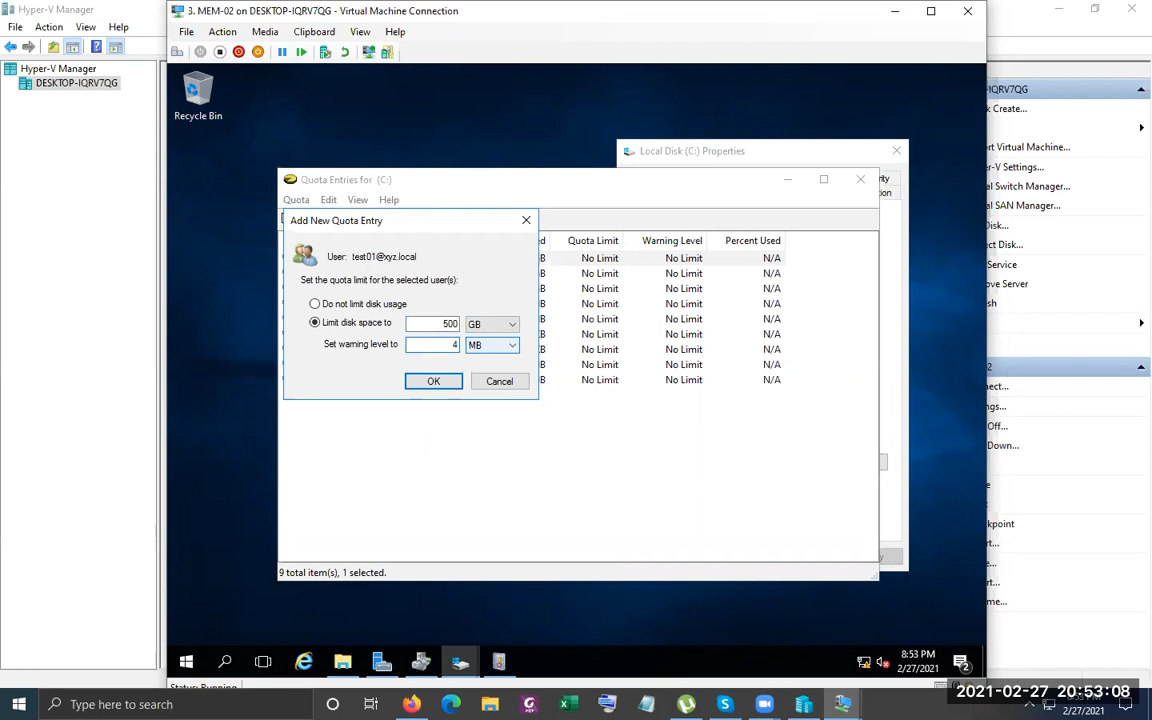 Hyper-V Manager
File Action View Help
Hyper-V Manager
DESKTOP-IQRV7QG
3. MEM-02 on DESKTOP-IQRV7QG - Virtual Machine Connection
File Action Media Clipboard View Help
Recycle Bin
Local Disk (C:) Properties
Quota Entries for (C:)
Quota Edit View Help
Quota Limit Warning Level Percent Used
No Limit No Limit N/A
No Limit No Limit N/A
No Limit No Limit N/A
No Limit No Limit N/A
No Limit No Limit N/A
No Limit No Limit N/A
No Limit No Limit N/A
No Limit No Limit N/A
No Limit No Limit N/A
9 total item(s), 1 selected.
Add New Quota Entry
User: test01@xyz.local
Set the quota limit for the selected user(s):
Do not limit disk usage
Limit disk space to 500 GB
Set warning level to 4 MB
OK Cancel
8:53 PM
2/27/2021
2
Status: Running
IQRV7QG
Create...
rt Virtual Machine...
r-V Settings...
al Switch Manager...
al SAN Manager...
Disk...
ect Disk...
Service
ove Server
sh
2
nect...
ngs...
Off...
Down...
kpoint
rt...
me...
Type here to search
2021-02-27 20:53:08
2/27/2021